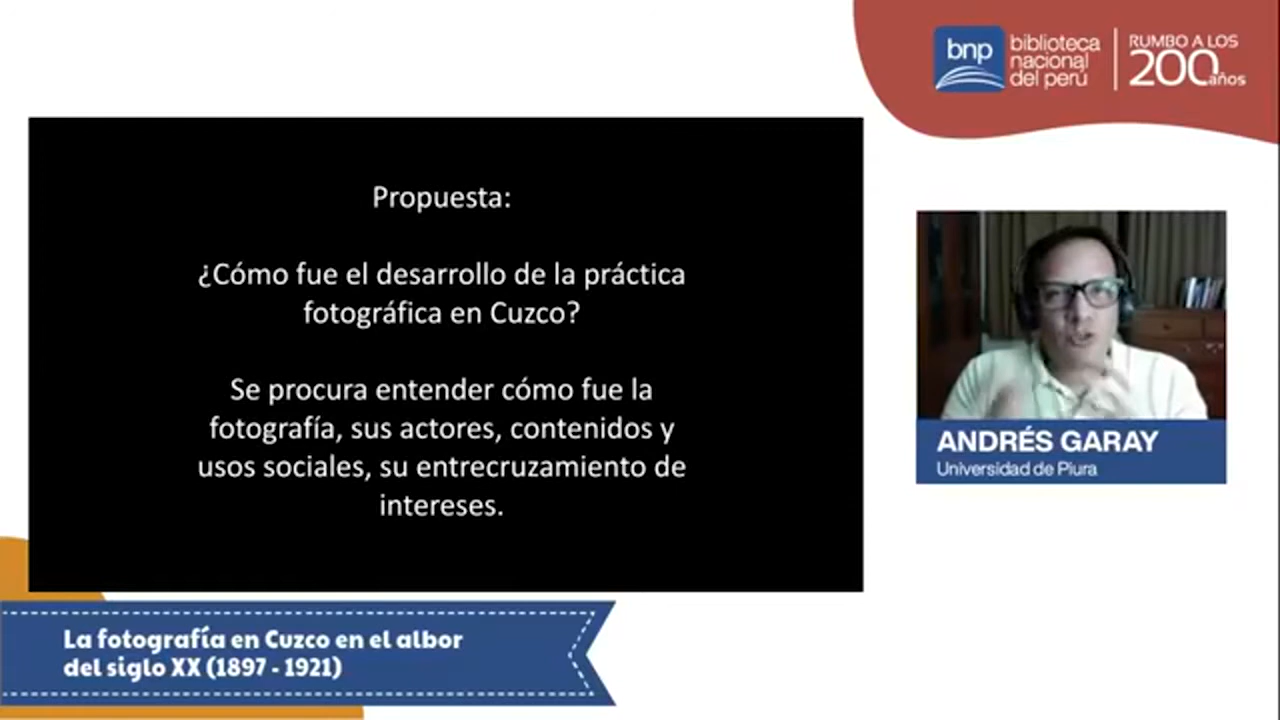 bnp
biblioteca
nacional
del perú
RUMBO A LOS
200
años
Propuesta:
¿Cómo fue el desarrollo de la práctica
fotográfica en Cuzco?
Se procura entender cómo fue la
fotografía, sus actores, contenidos y
usos sociales, su entrecruzamiento de
intereses.
ANDRÉS GARAY
Universidad de Piura
La fotografía en Cuzco en el albor
del siglo XX (1897 - 1921)